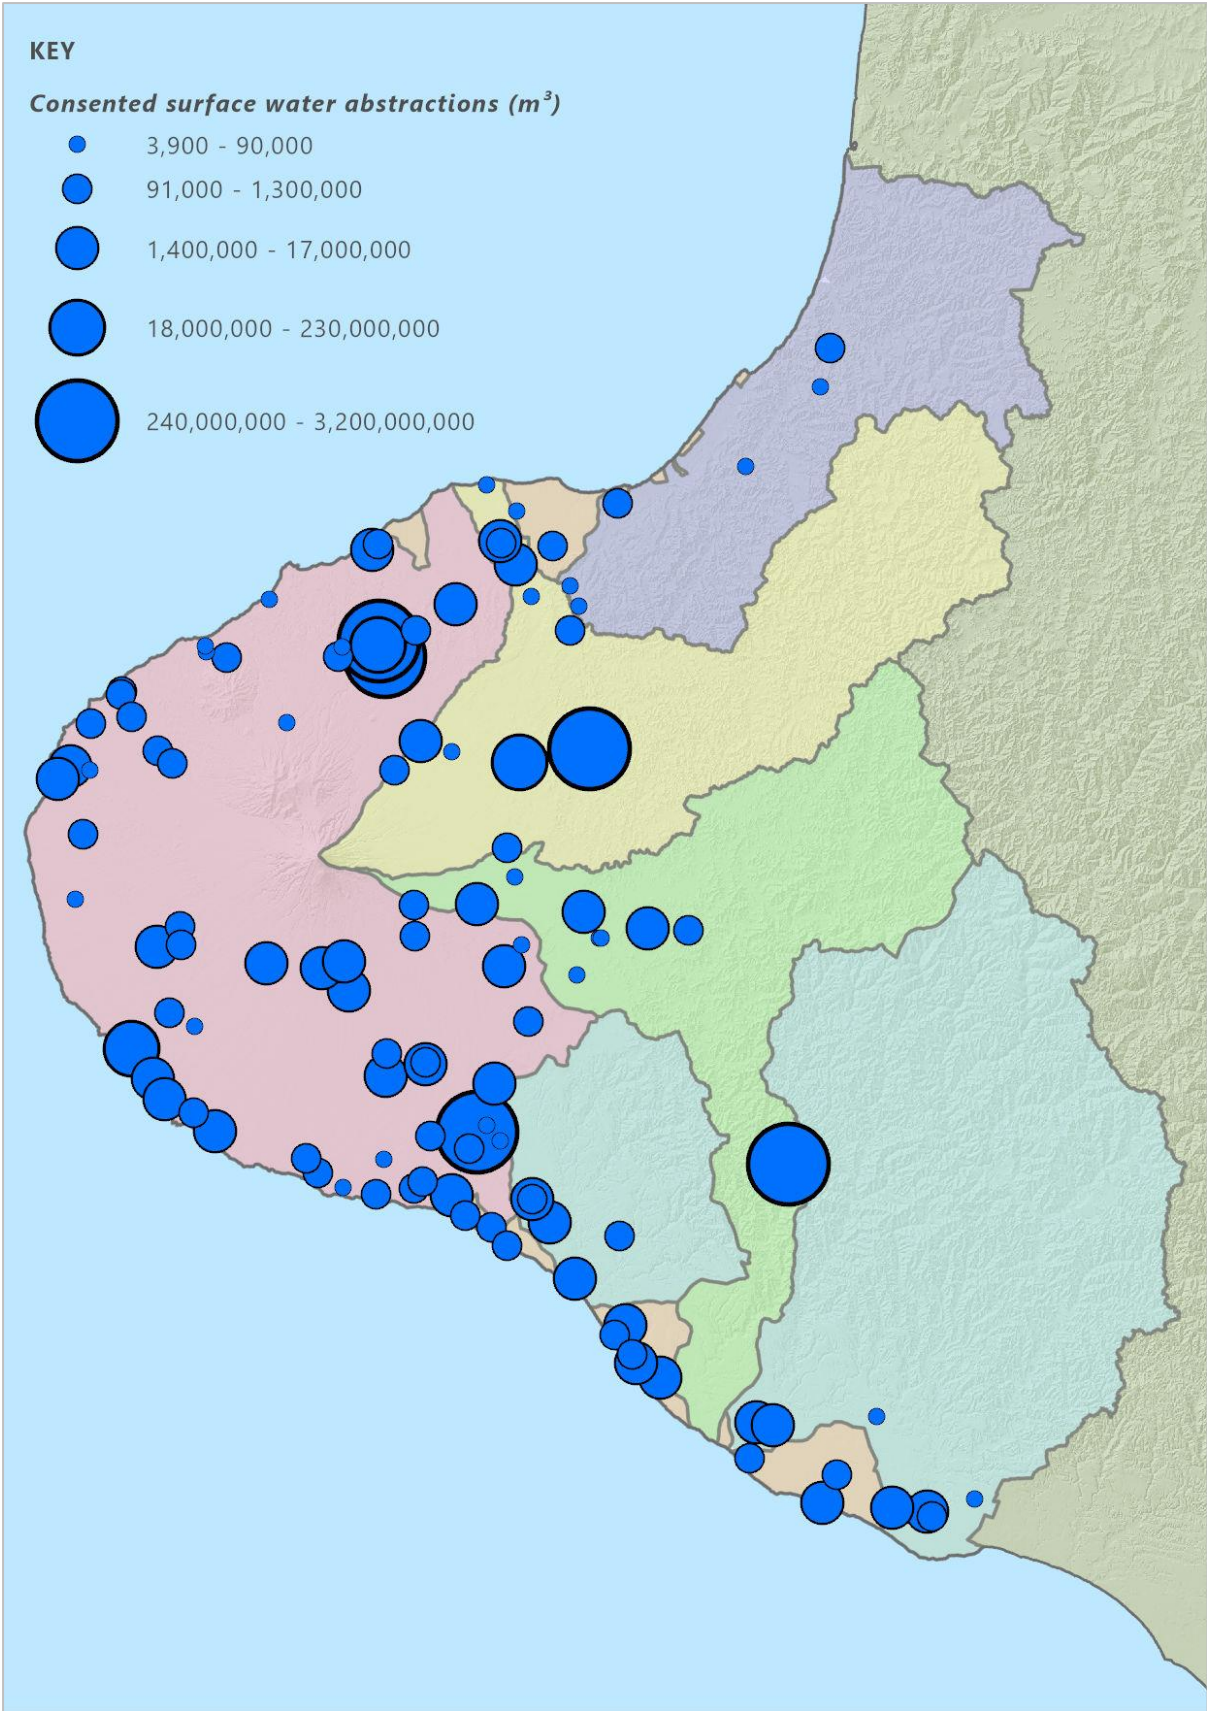 KEY
Consented surface water abstractions (m³)
3,900 - 90,000
91,000 - 1,300,000
1,400,000 - 17,000,000
18,000,000 - 230,000,000
240,000,000 - 3,200,000,000